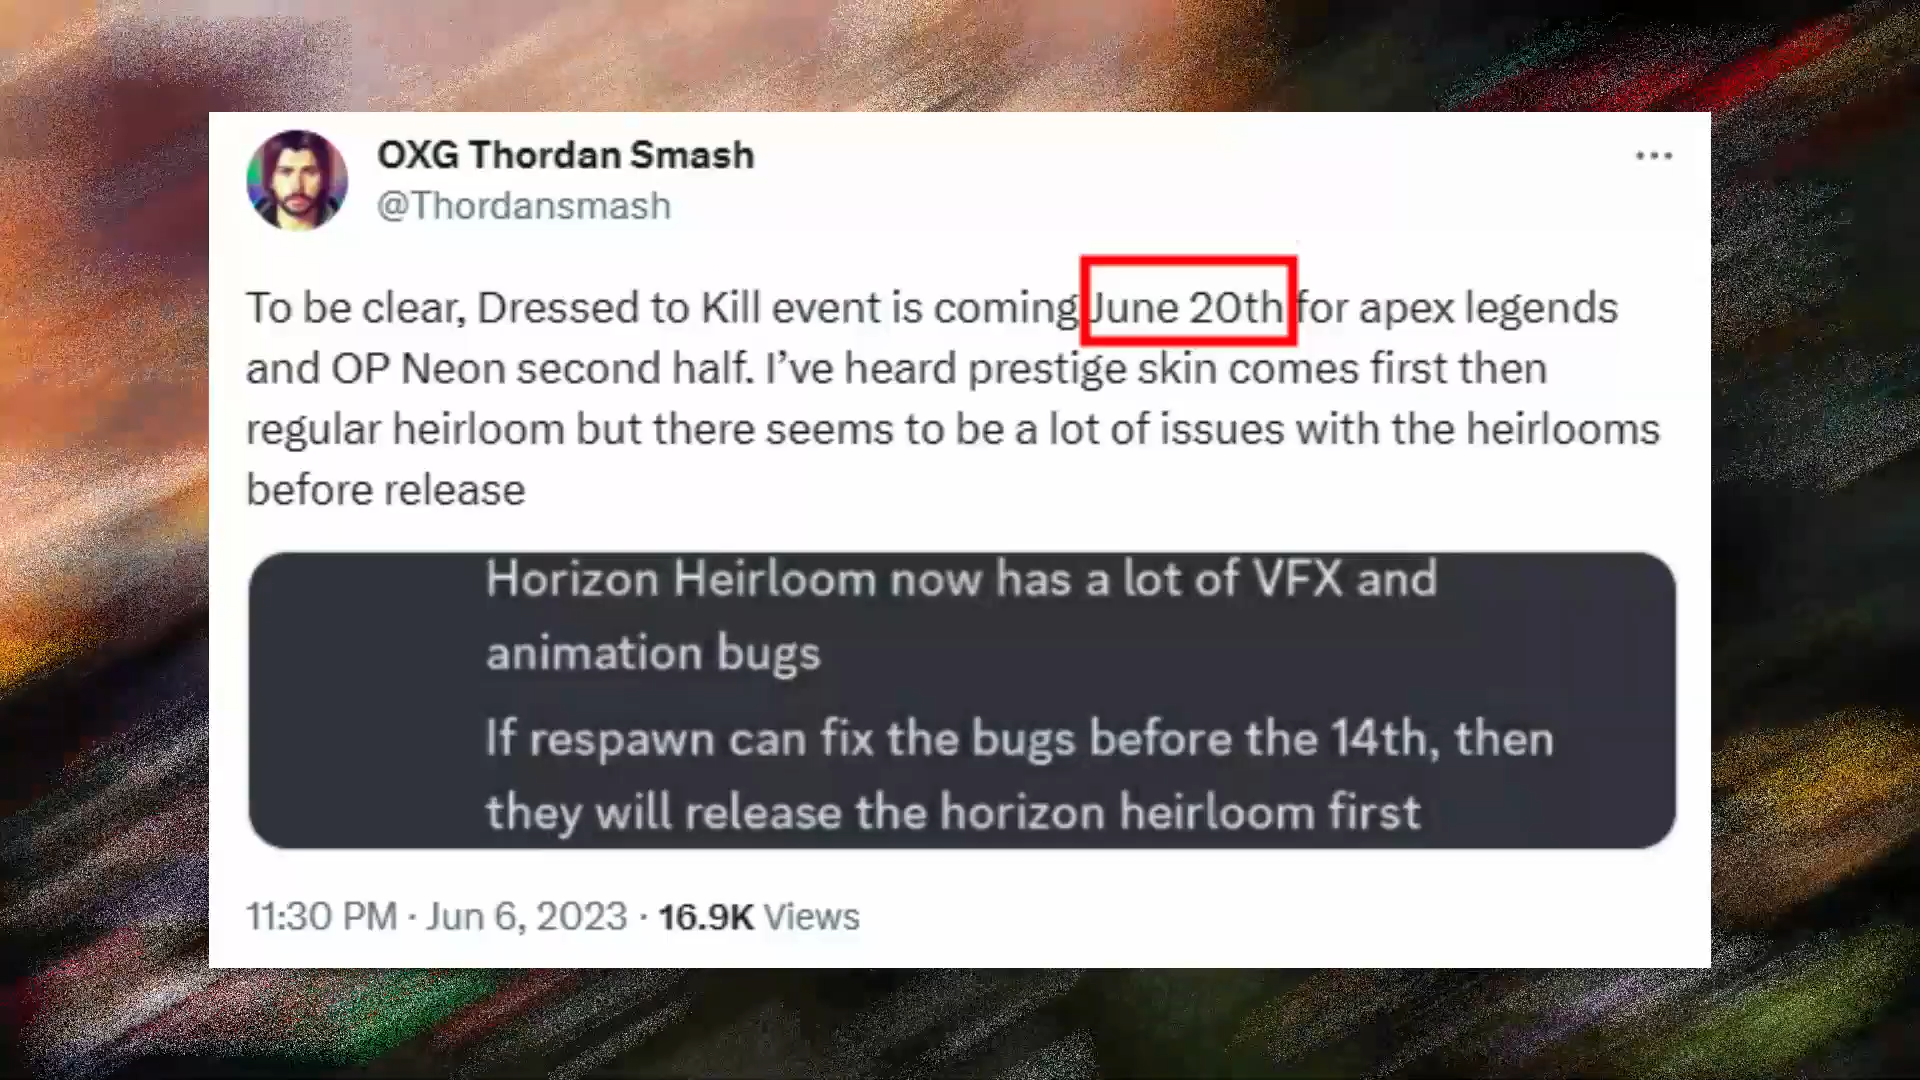 OXG Thordan Smash
@Thordansmash
To be clear, Dressed to Kill event is coming June 20th for apex legends
and OP Neon second half. I've heard prestige skin comes first then
regular heirloom but there seems to be a lot of issues with the heirlooms
before release
Horizon Heirloom now has a lot of VFX and
animation bugs
If respawn can fix the bugs before the 14th, then
they will release the horizon heirloom first
11:30 PM · Jun 6, 2023 · 16.9K Views